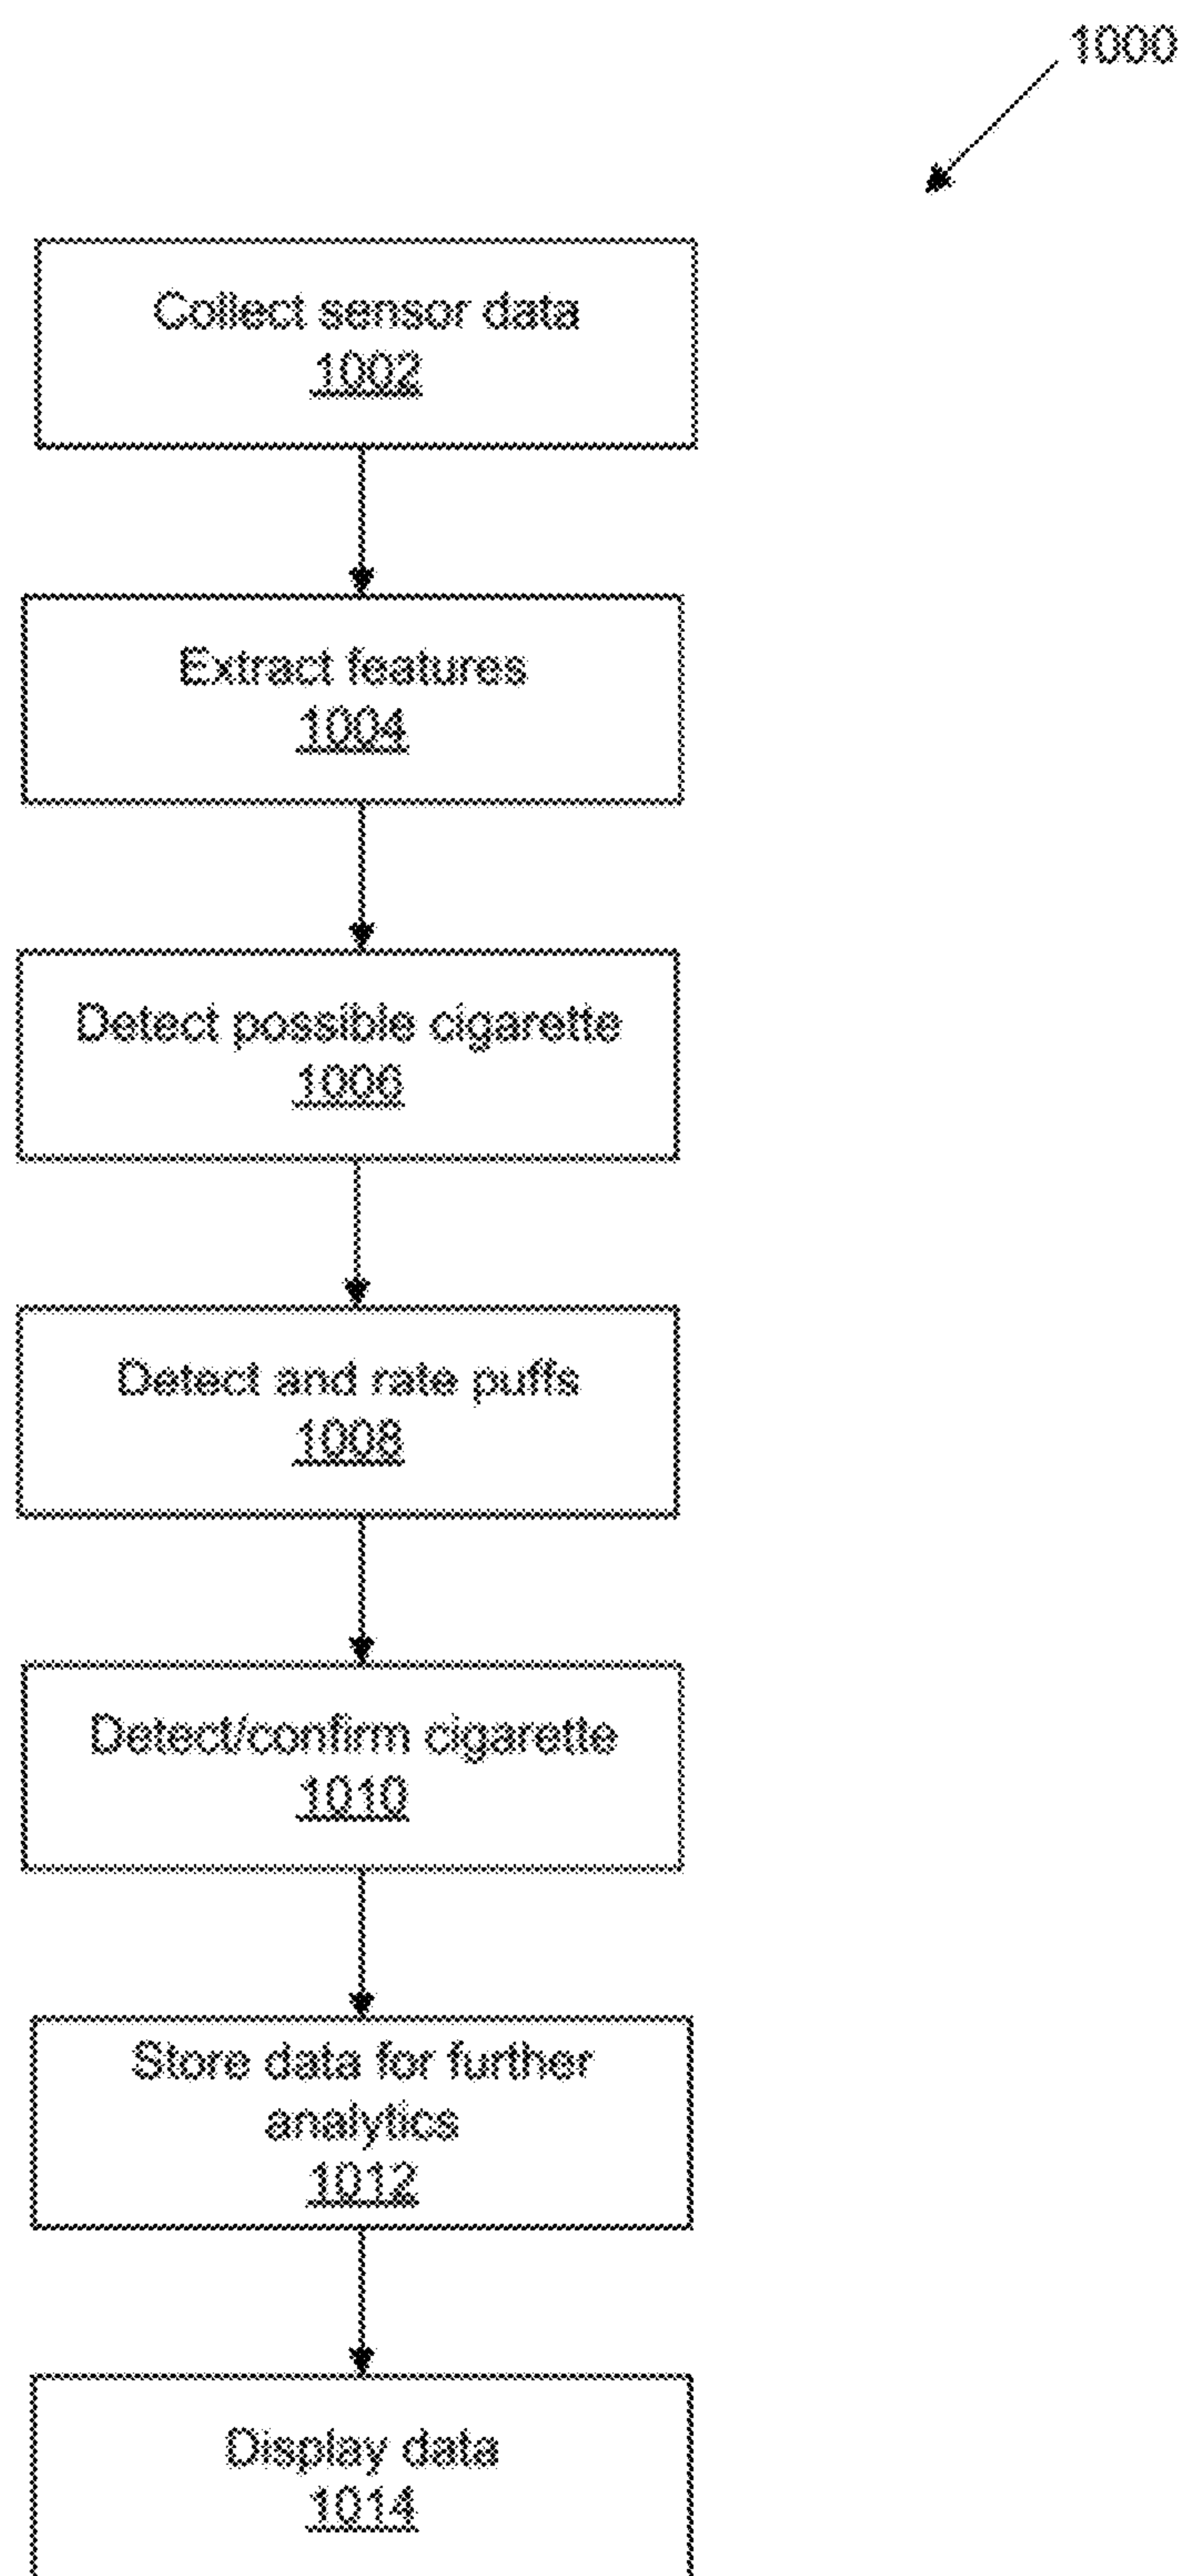 1000
Collect sensor data
1002
Extract features
1004
Detect possible cigarette
1006
Detect and rate puffs
1008
Detect/confirm cigarette
1010
Store data for further
analytics
1012
Display data
1014